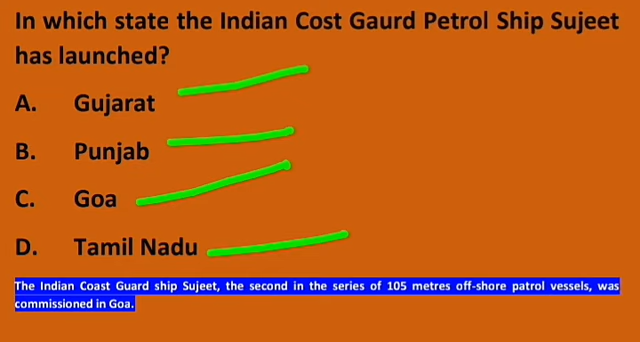 In which state the Indian Cost Gaurd Petrol Ship Sujeet
has launched?
A. Gujarat
B. Punjab
C. Goa
D. Tamil Nadu
The Indian Coast Guard ship Sujeet, the second in the series of 105 metres off-shore patrol vessels, was
commissioned in Goa.